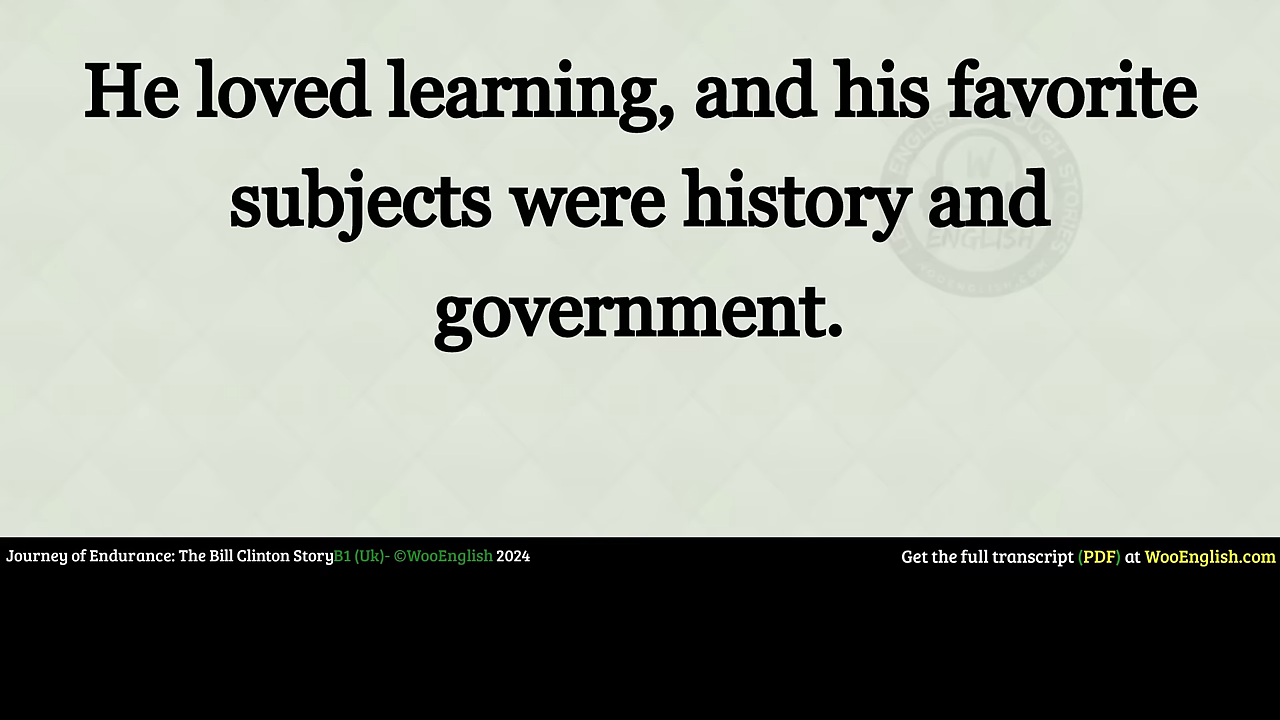 He loved learning, and his favorite
subjects were history and
government.
Journey of Endurance: The Bill Clinton StoryB1 (Uk)- ©WooEnglish 2024
Get the full transcript (PDF) at WooEnglish.com